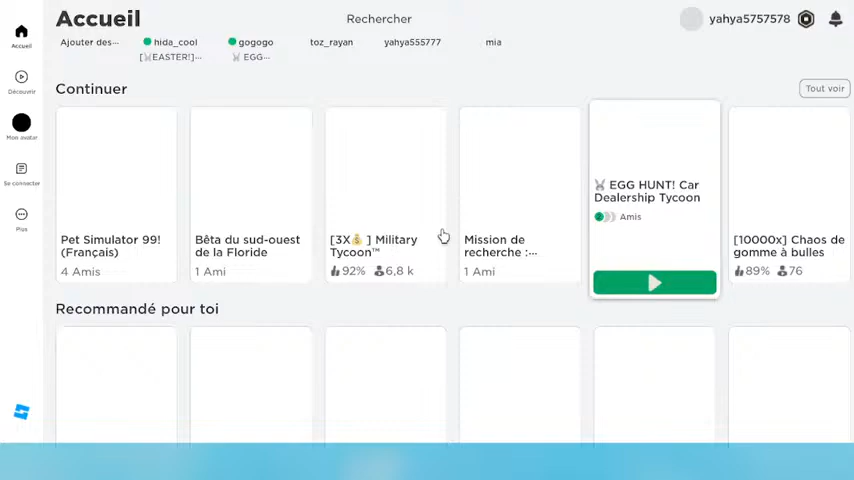 Accueil
Rechercher
yahya5757578
Accueil
Découvrir
Mon avatar
Se connecter
Plus
Ajouter des...
hida_cool
gogogo
toz_rayan
yahya555777
mia
[🐰EASTER!]...
🐰 EGG...
Continuer
Tout voir
Pet Simulator 99!
(Français)
4 Amis
Bêta du sud-ouest
de la Floride
1 Ami
[3X💰] Military
Tycoon™
92% 6,8 k
Mission de
recherche :...
1 Ami
🐰 EGG HUNT! Car
Dealership Tycoon
Amis
[10000x] Chaos de
gomme à bulles
89% 76
Recommandé pour toi